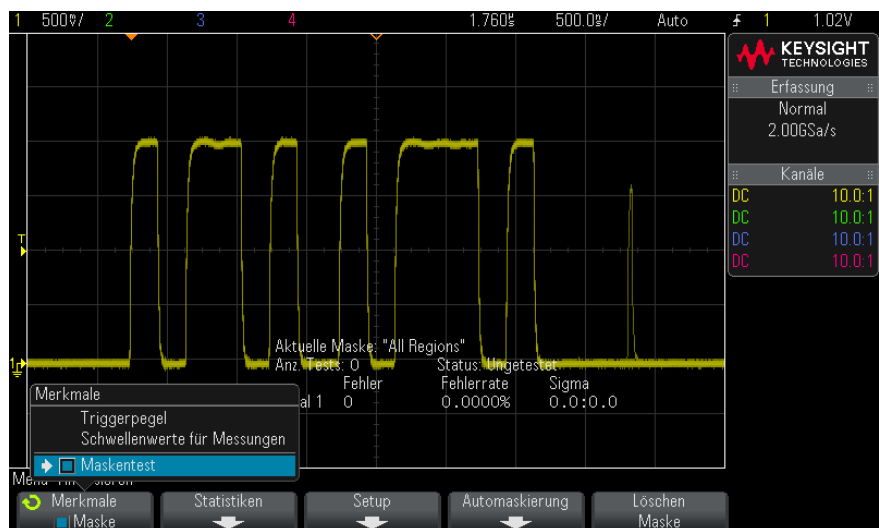 1 500⩗/ 2 3 4 1.760s 500.0s/ Auto 1 1.02V
KEYSIGHT
TECHNOLOGIES
Erfassung
Normal
2.00GSa/s
Kanäle
DC 10.0:1
DC 10.0:1
DC 10.0:1
DC 10.0:1
T
1
Aktuelle Maske: "All Regions"
Anz. Tests: 0 Status: Ungetestet
Fehler Fehlerrate Sigma
al 1 0 0.0000% 0.0:0.0
Merkmale
Triggerpegel
Schwellenwerte für Messungen
Maskentest
Merkmale Statistiken Setup Automaskierung Löschen
Maske Maske